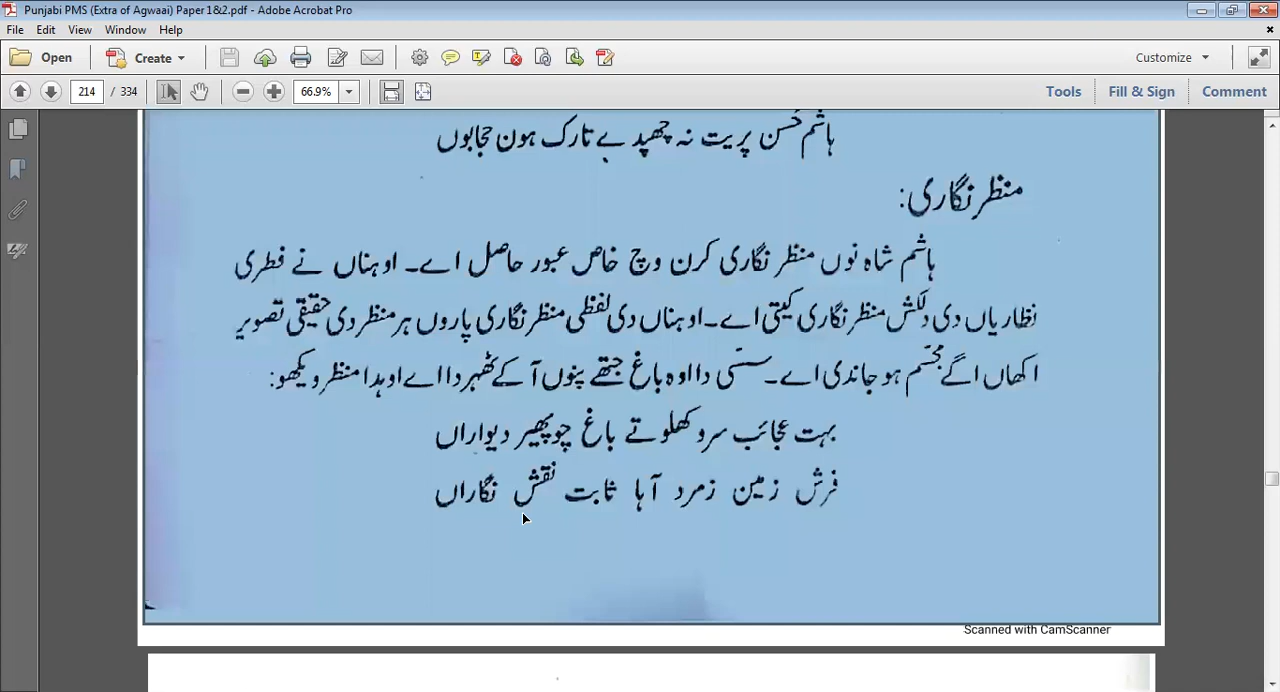 Punjabi PMS (Extra of Agwaai) Paper 1&2.pdf - Adobe Acrobat Pro
File Edit View Window Help
Open Create Customize
214 / 334 66.9% Tools Fill & Sign Comment
ہاشم حُسن پریت نہ چھپدے تارک ہون حجابوں
منظر نگاری:
ہاشم شاہ نوں منظر نگاری کرن وچ خاص عبور حاصل اے۔ اوہناں نے فطری
نظاریاں دی دلکش منظر نگاری کیتی اے۔ اوہناں دی لفظی منظر نگاری پاروں ہر منظر دی حقیقی تصویر
اکھاں اگے مجسّم ہو جاندی اے۔ سسّی دا اوہ باغ جتھے پنوں آ کے ٹھہردا اے اوہدا منظر ویکھو:
بہت عجائب سرو کھلوتے باغ چوپھیر دیواراں
فرش زمین زمرد آہا ثابت نقش نگاراں
Scanned with CamScanner